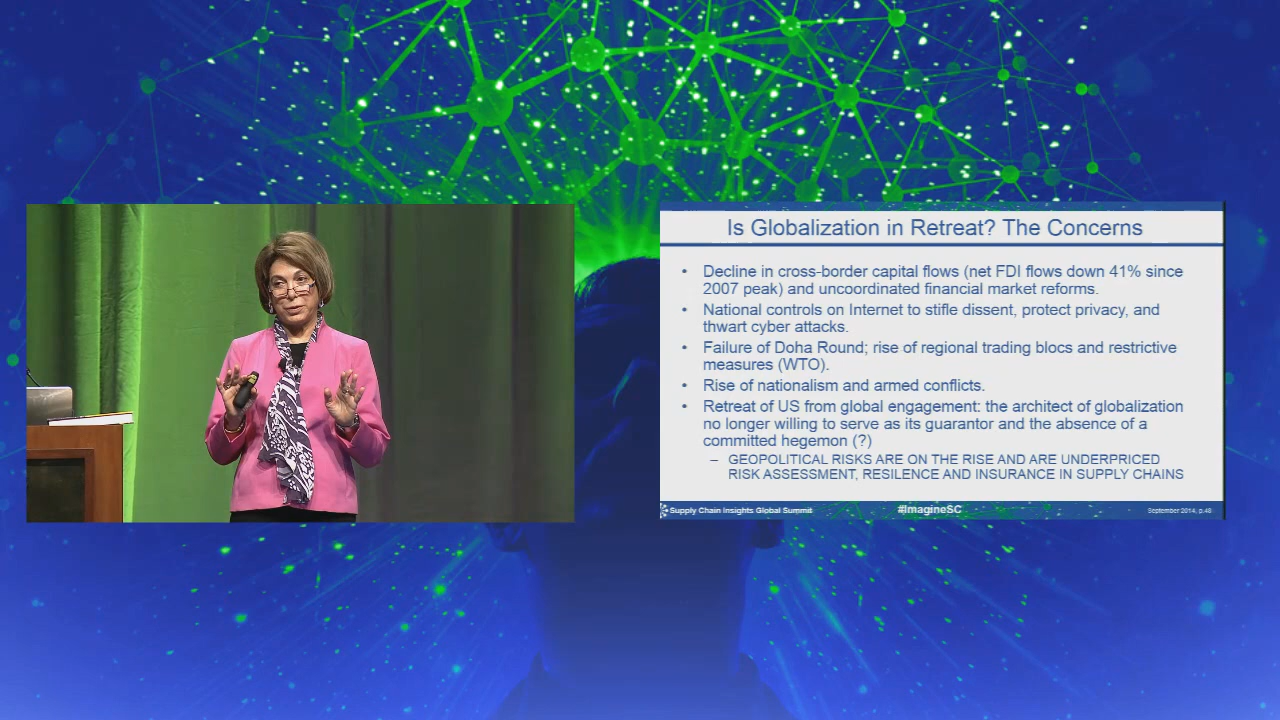 Is Globalization in Retreat? The Concerns
• Decline in cross-border capital flows (net FDI flows down 41% since
2007 peak) and uncoordinated financial market reforms.
• National controls on Internet to stifle dissent, protect privacy, and
thwart cyber attacks.
• Failure of Doha Round; rise of regional trading blocs and restrictive
measures (WTO).
• Rise of nationalism and armed conflicts.
• Retreat of US from global engagement: the architect of globalization
no longer willing to serve as its guarantor and the absence of a
committed hegemon (?)
– GEOPOLITICAL RISKS ARE ON THE RISE AND ARE UNDERPRICED
RISK ASSESSMENT, RESILENCE AND INSURANCE IN SUPPLY CHAINS
Supply Chain Insights Global Summit #ImagineSC September 2014, p.48